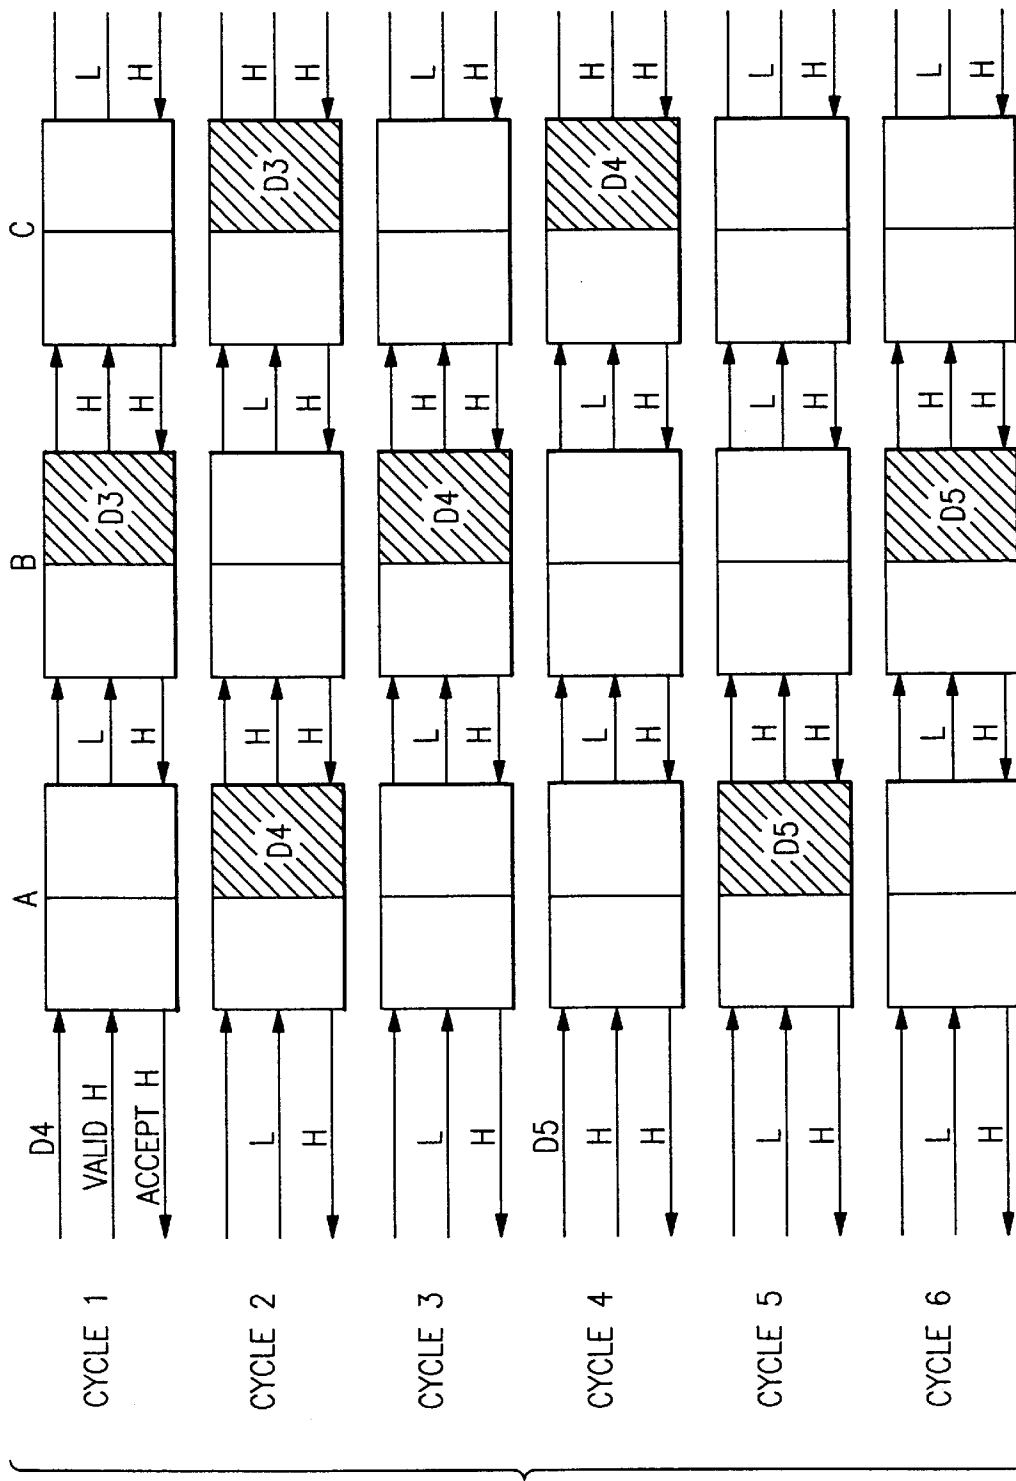 A B C
D4
CYCLE 1 VALID H L D3 H L
ACCEPT H H H H
CYCLE 2 L D4 H L D3 H
H H H H
CYCLE 3 L L D4 H L
H H H H
D5
CYCLE 4 H L L D4 H
H H H H
CYCLE 5 L D5 H L L
H H H H
CYCLE 6 L L D5 H L
H H H H